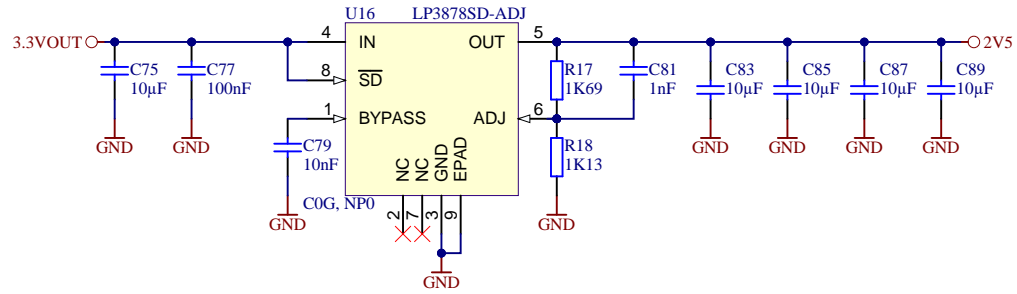 U16 LP3878SD-ADJ
3.3VOUT 4 IN OUT 5 2V5
C75 10µF
C77 100nF
8 SD
R17 1K69
C81 1nF
C83 10µF
C85 10µF
C87 10µF
C89 10µF
1 BYPASS ADJ 6
GND GND GND GND GND GND
C79 10nF
R18 1K13
NC NC GND EPAD
C0G, NP0
2 7 3 9
GND GND
GND